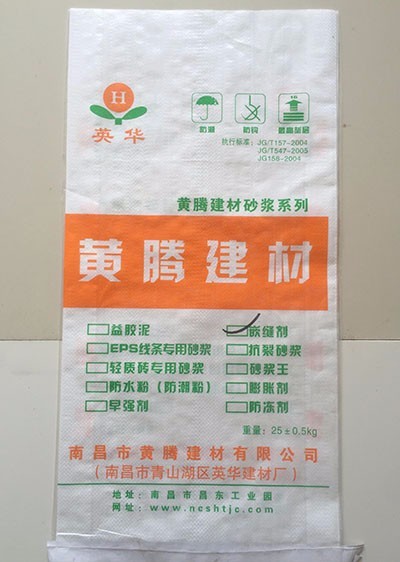 H
英华
防潮
防钩
最高荔层
执行标准：JG/T157-2004
JG/T547-2005
JG158-2004
黄腾建材砂浆系列
黄腾建材
益胶泥
嵌缝剂
EPS线条专用砂浆
抗裂砂浆
轻质砖专用砂浆
砂浆王
防水粉（防潮粉）
膨胀剂
早强剂
防冻剂
重量：25±0.5kg
南昌市黄腾建材有限公司
（南昌市青山湖区英华建材厂）
地址：南昌市昌东工业园
网址：www.ncshtjc.com